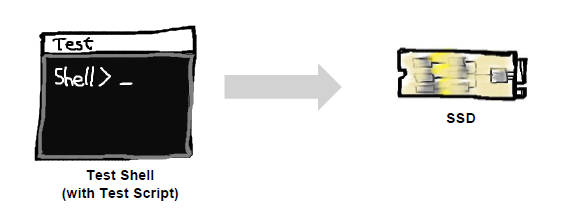 Test
Shell> _
Test Shell
(with Test Script)
SSD